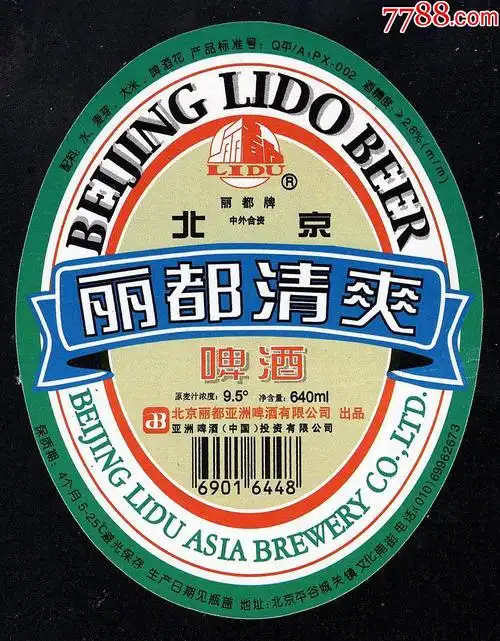 7788.com
配料：水、麦芽、大米、啤酒花 产品标准号：Q平/A：PX-002 酒精度：≥2.8%(m/m)
BEIJING LIDO BEER
LIDU ®
丽都牌
中外合资
北京
丽都清爽
啤酒
原麦汁浓度：9.5° 净含量：640ml
aB 北京丽都亚洲啤酒有限公司 出品
亚洲啤酒(中国)投资有限公司
6901 6448
BEIJING LIDU ASIA BREWERY CO.,LTD.
保质期：4个月5-25℃避光保存 生产日期见瓶盖 地址：北京平谷城关镇文化南街 电话(010)69962673